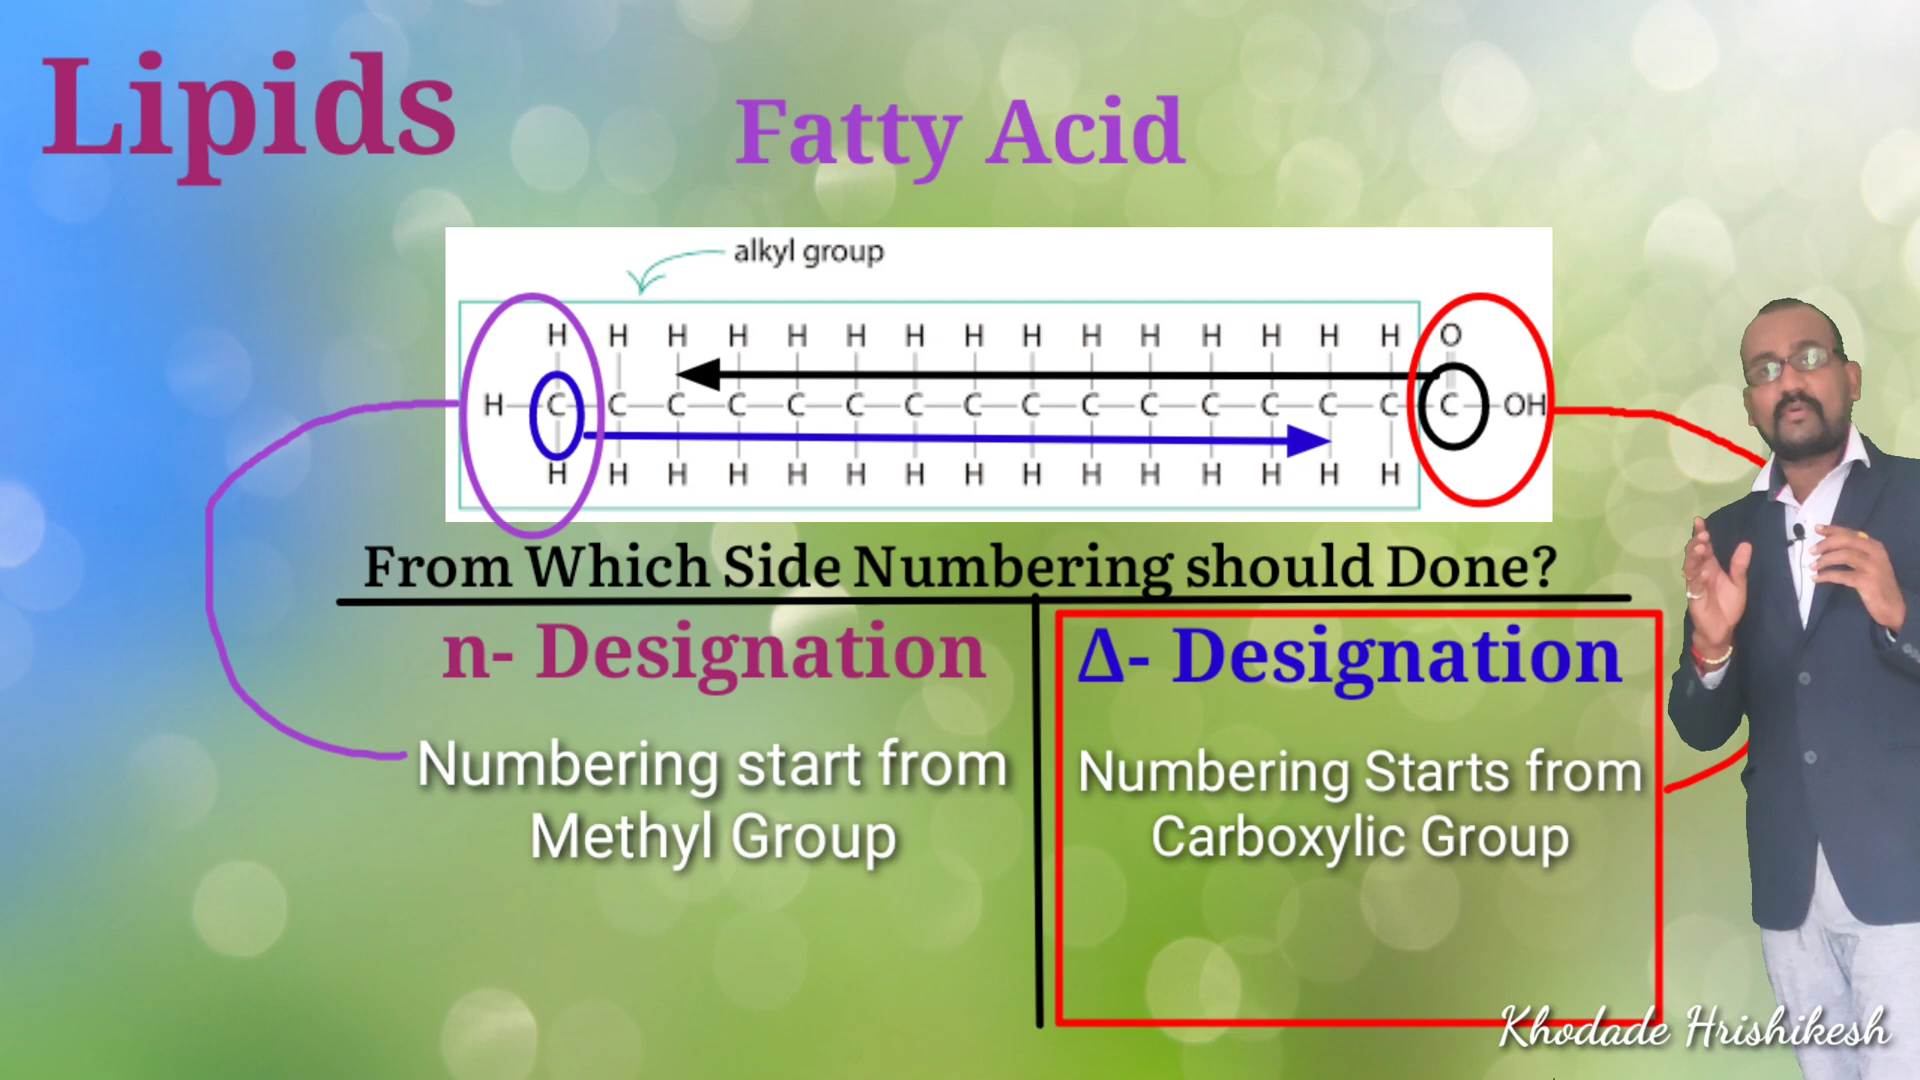 Lipids
Fatty Acid
alkyl group
H H H H H H H H H H H H H H H O
H C C C C C C C C C C C C C C C C OH
H H H H H H H H H H H H H H H
From Which Side Numbering should Done?
n- Designation
Δ- Designation
Numbering start from
Methyl Group
Numbering Starts from
Carboxylic Group
Khodade Hrishikesh